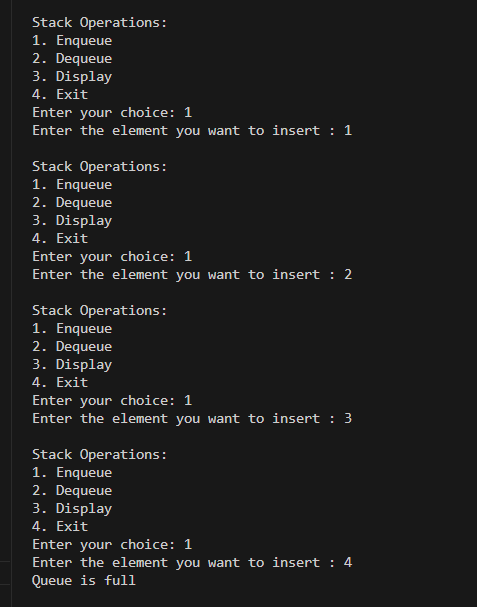 Stack Operations:
1. Enqueue
2. Dequeue
3. Display
4. Exit
Enter your choice: 1
Enter the element you want to insert : 1
Stack Operations:
1. Enqueue
2. Dequeue
3. Display
4. Exit
Enter your choice: 1
Enter the element you want to insert : 2
Stack Operations:
1. Enqueue
2. Dequeue
3. Display
4. Exit
Enter your choice: 1
Enter the element you want to insert : 3
Stack Operations:
1. Enqueue
2. Dequeue
3. Display
4. Exit
Enter your choice: 1
Enter the element you want to insert : 4
Queue is full